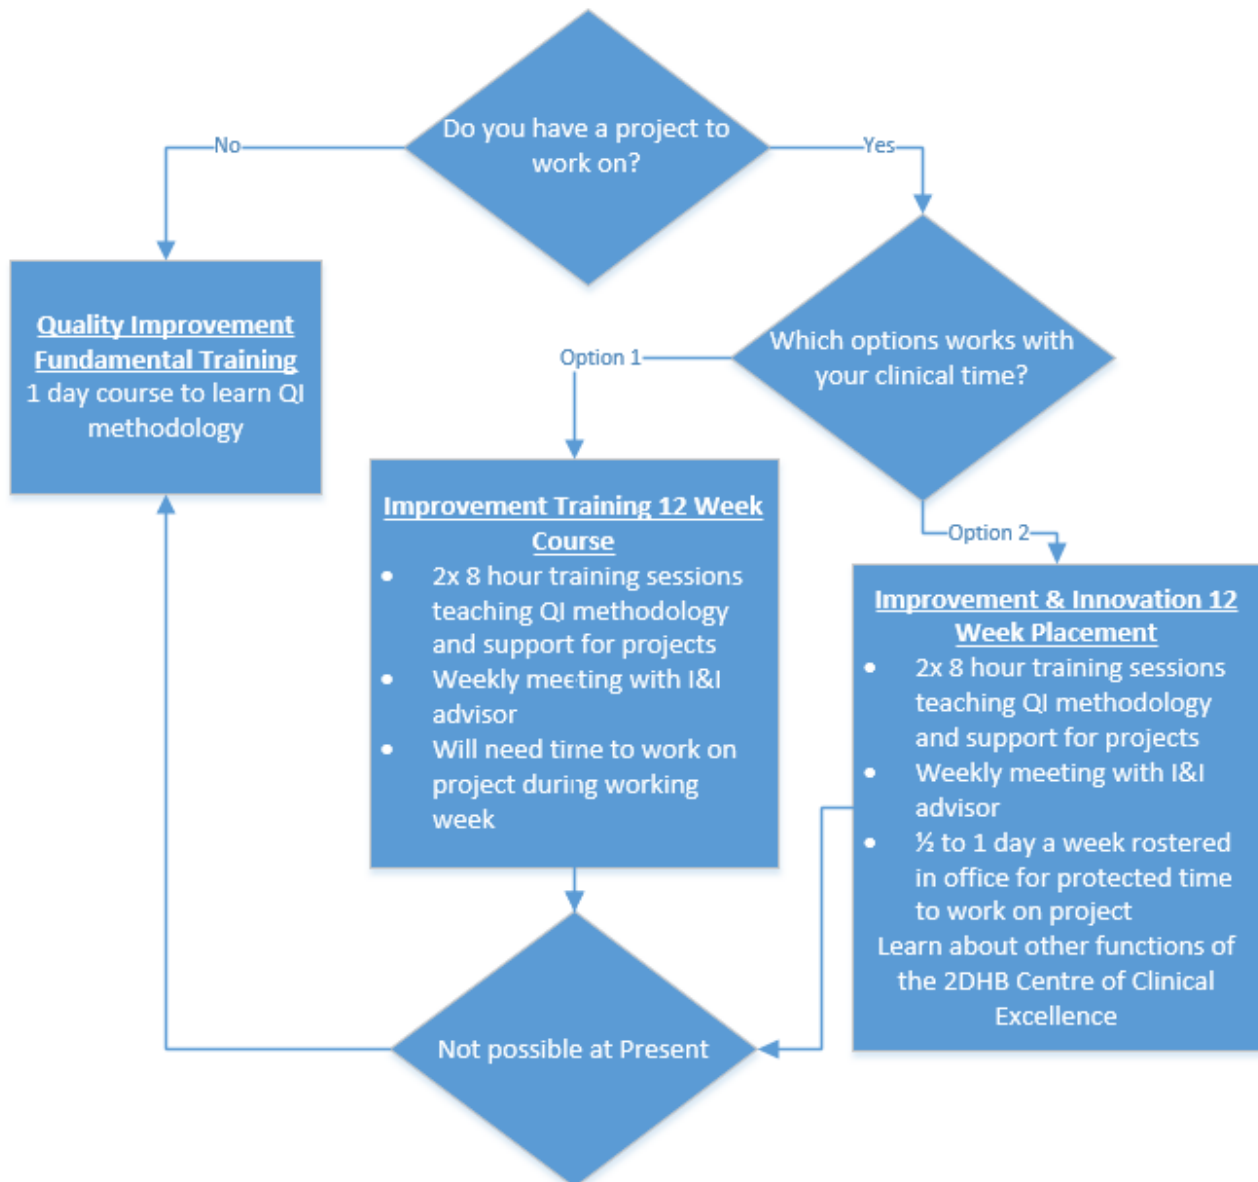 Do you have a project to
work on?
No
Yes
Quality Improvement
Fundamental Training
1 day course to learn QI
methodology
Which options works with
your clinical time?
Option 1
Option 2
Improvement Training 12 Week
Course
• 2x 8 hour training sessions
teaching QI methodology
and support for projects
• Weekly meeting with I&I
advisor
• Will need time to work on
project during working
week
Improvement & Innovation 12
Week Placement
• 2x 8 hour training sessions
teaching QI methodology
and support for projects
• Weekly meeting with I&I
advisor
• ½ to 1 day a week rostered
in office for protected time
to work on project
Learn about other functions of
the 2DHB Centre of Clinical
Excellence
Not possible at Present